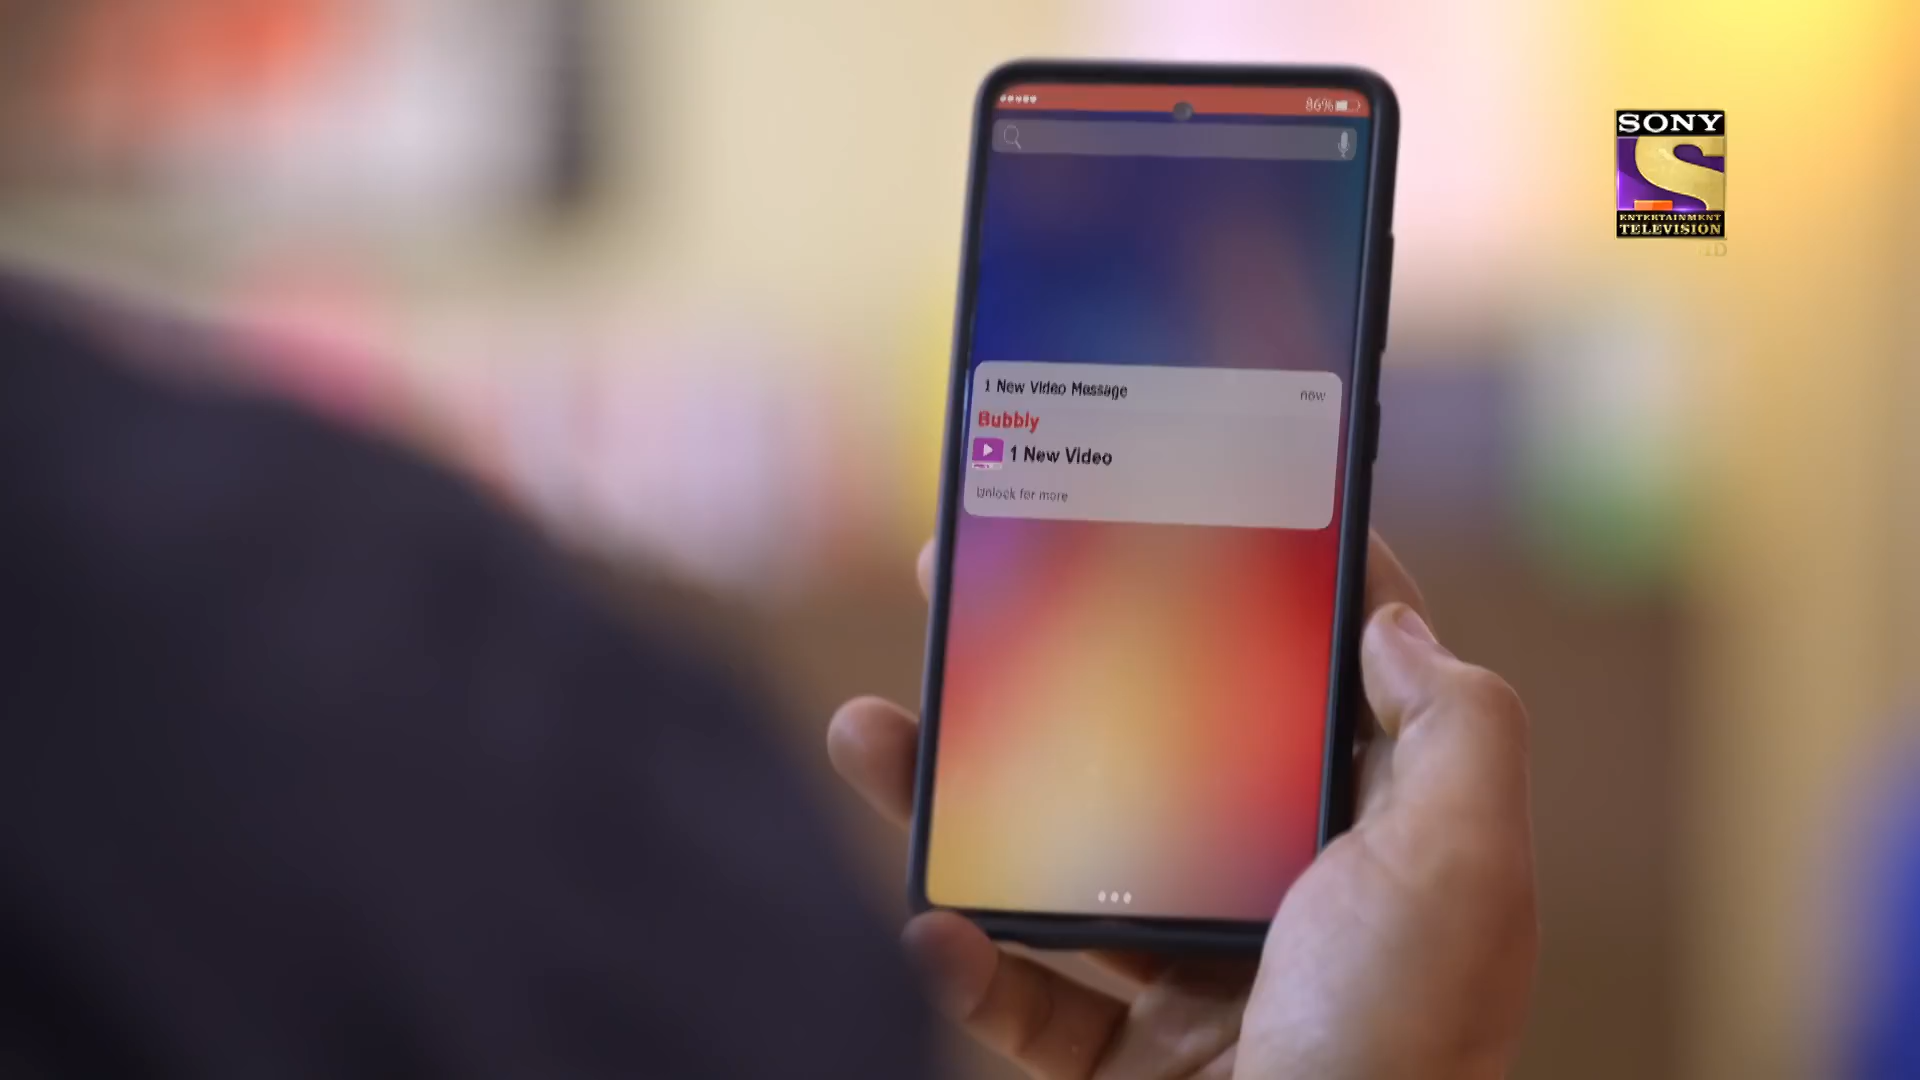 86%
1 New Video Message
now
Bubbly
1 New Video
Unlock for more
SONY
ENTERTAINMENT
TELEVISION